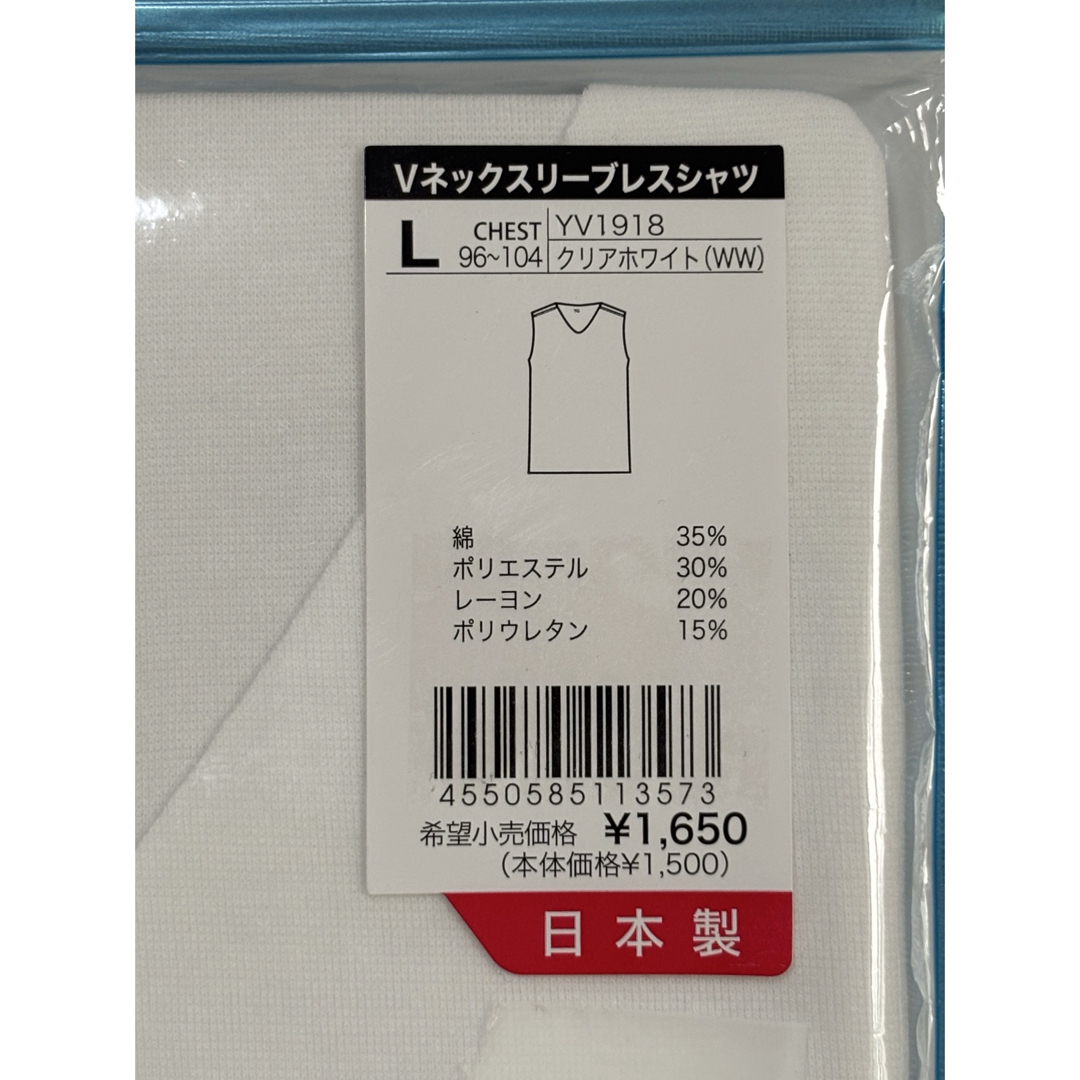 Vネックスリーブレスシャツ
L CHEST 96~104 YV1918
クリアホワイト(WW)
綿 35%
ポリエステル 30%
レーヨン 20%
ポリウレタン 15%
4550585113573
希望小売価格 ¥1,650
(本体価格¥1,500)
日本製